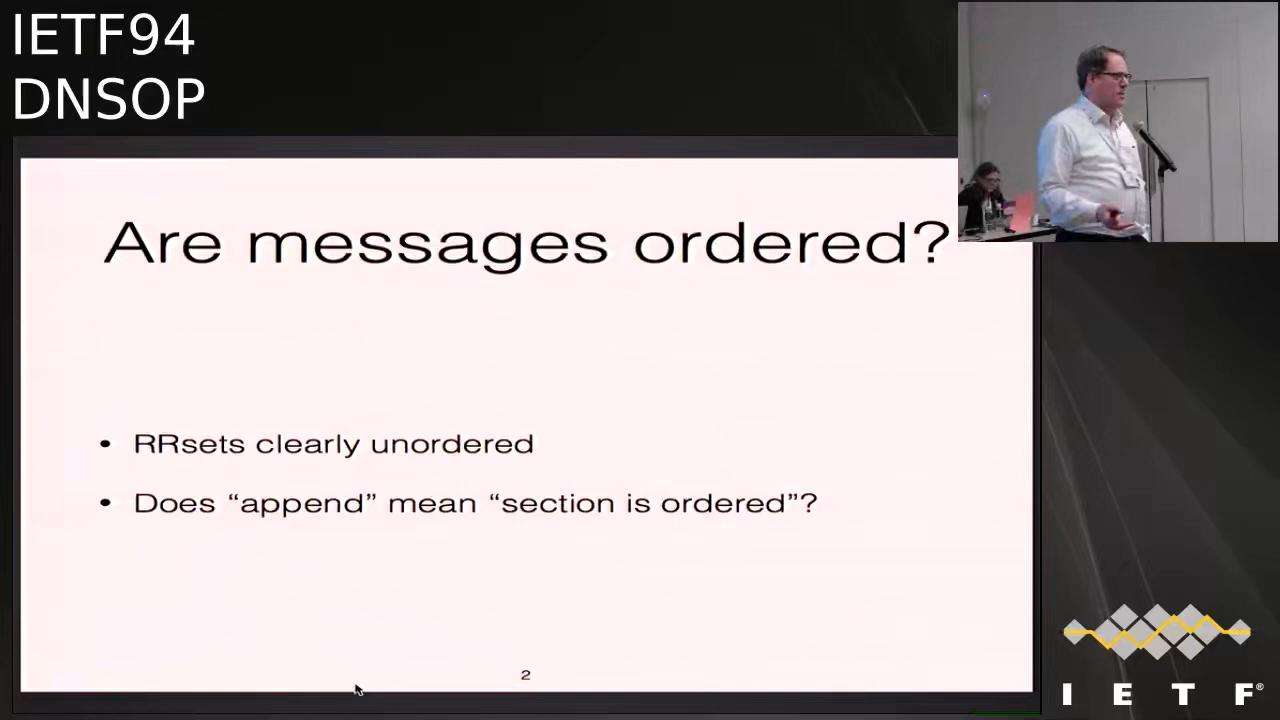 IETF94
DNSOP
Are messages ordered?
• RRsets clearly unordered
• Does “append” mean “section is ordered”?
2
I E T F®